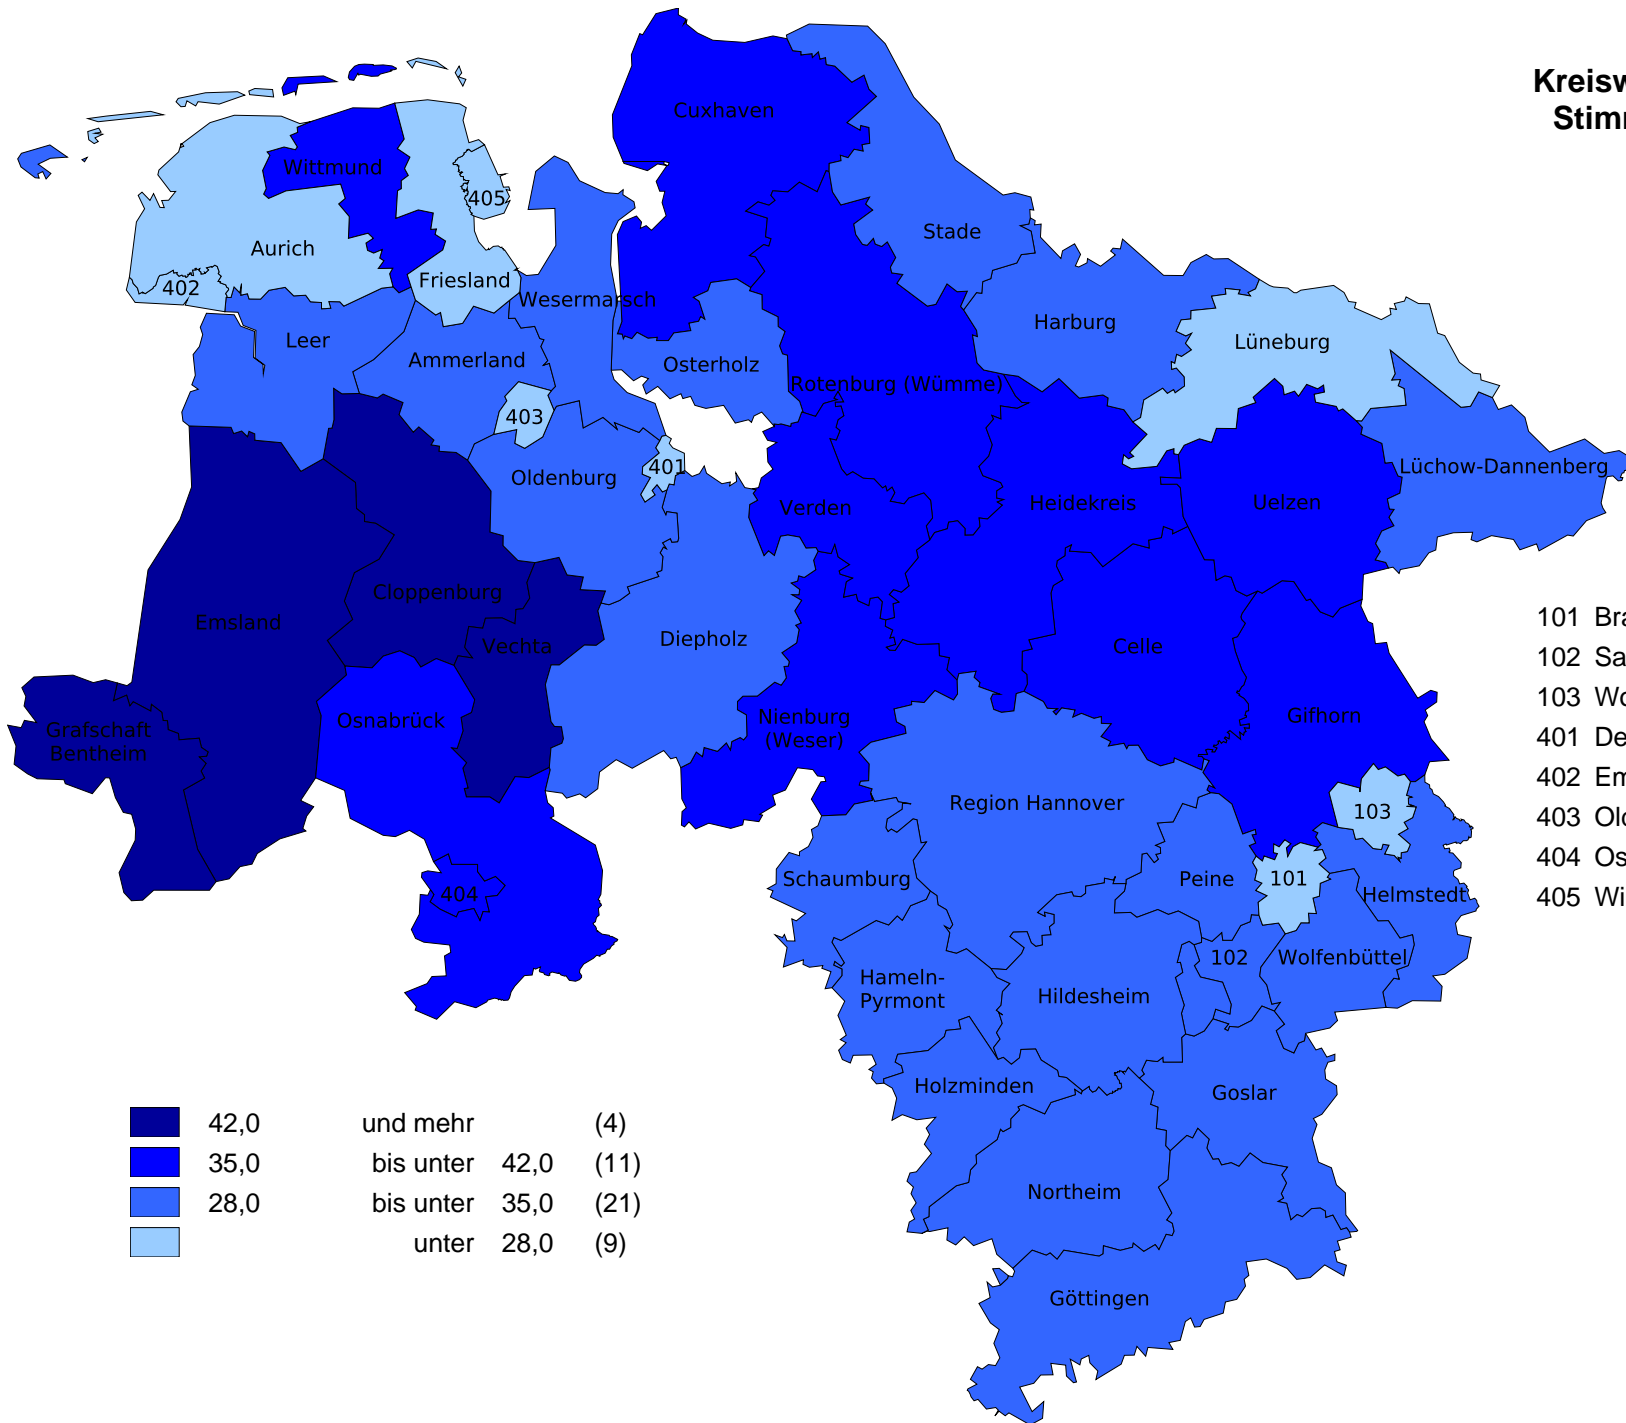 Cuxhaven
Wittmund
405
Stade
Aurich
Friesland
402
Wesermarsch
Harburg
Leer
Lüneburg
Ammerland
Osterholz
Rotenburg (Wümme)
403
401
Lüchow-Dannenberg
Oldenburg
Heidekreis
Uelzen
Verden
Cloppenburg
Emsland
Diepholz
Vechta
Celle
Osnabrück
Nienburg
(Weser)
Gifhorn
Grafschaft
Bentheim
Region Hannover
103
Schaumburg
Peine
101
404
Helmstedt
102
Wolfenbüttel
Hameln-
Pyrmont
Hildesheim
Holzminden
Goslar
Northeim
Göttingen
101
102
103
401
402
403
404
405
42,0 und mehr (4)
35,0 bis unter 42,0 (11)
28,0 bis unter 35,0 (21)
unter 28,0 (9)